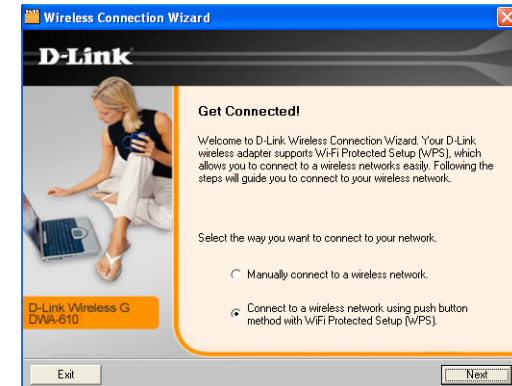 Wireless Connection Wizard
D-Link
Get Connected!
Welcome to D-Link Wireless Connection Wizard. Your D-Link
wireless adapter supports Wi-Fi Protected Setup (WPS), which
allows you to connect to a wireless networks easily. Following the
steps will guide you to connect to your wireless network.
Select the way you want to connect to your network.
Manually connect to a wireless network.
Connect to a wireless network using push button
method with WiFi Protected Setup (WPS).
D-Link Wireless G
DWA-610
Exit
Next